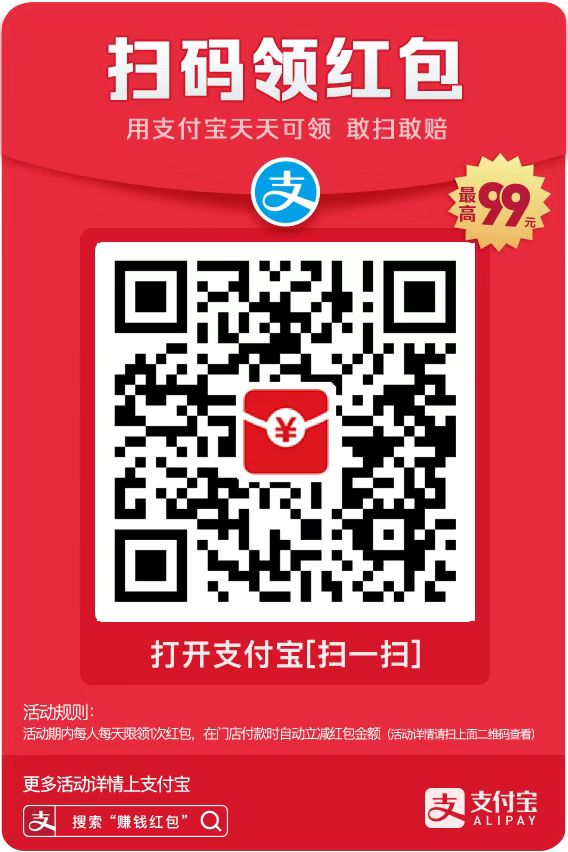 扫码领红包
用支付宝天天可领 敢扫敢赔
支
最高99元
¥
打开支付宝[扫一扫]
活动规则：
活动期内每人每天限领1次红包，在门店付款时自动立减红包金额（活动详情请扫上面二维码查看）
更多活动详情上支付宝
支 搜索“赚钱红包”
支 支付宝
ALIPAY